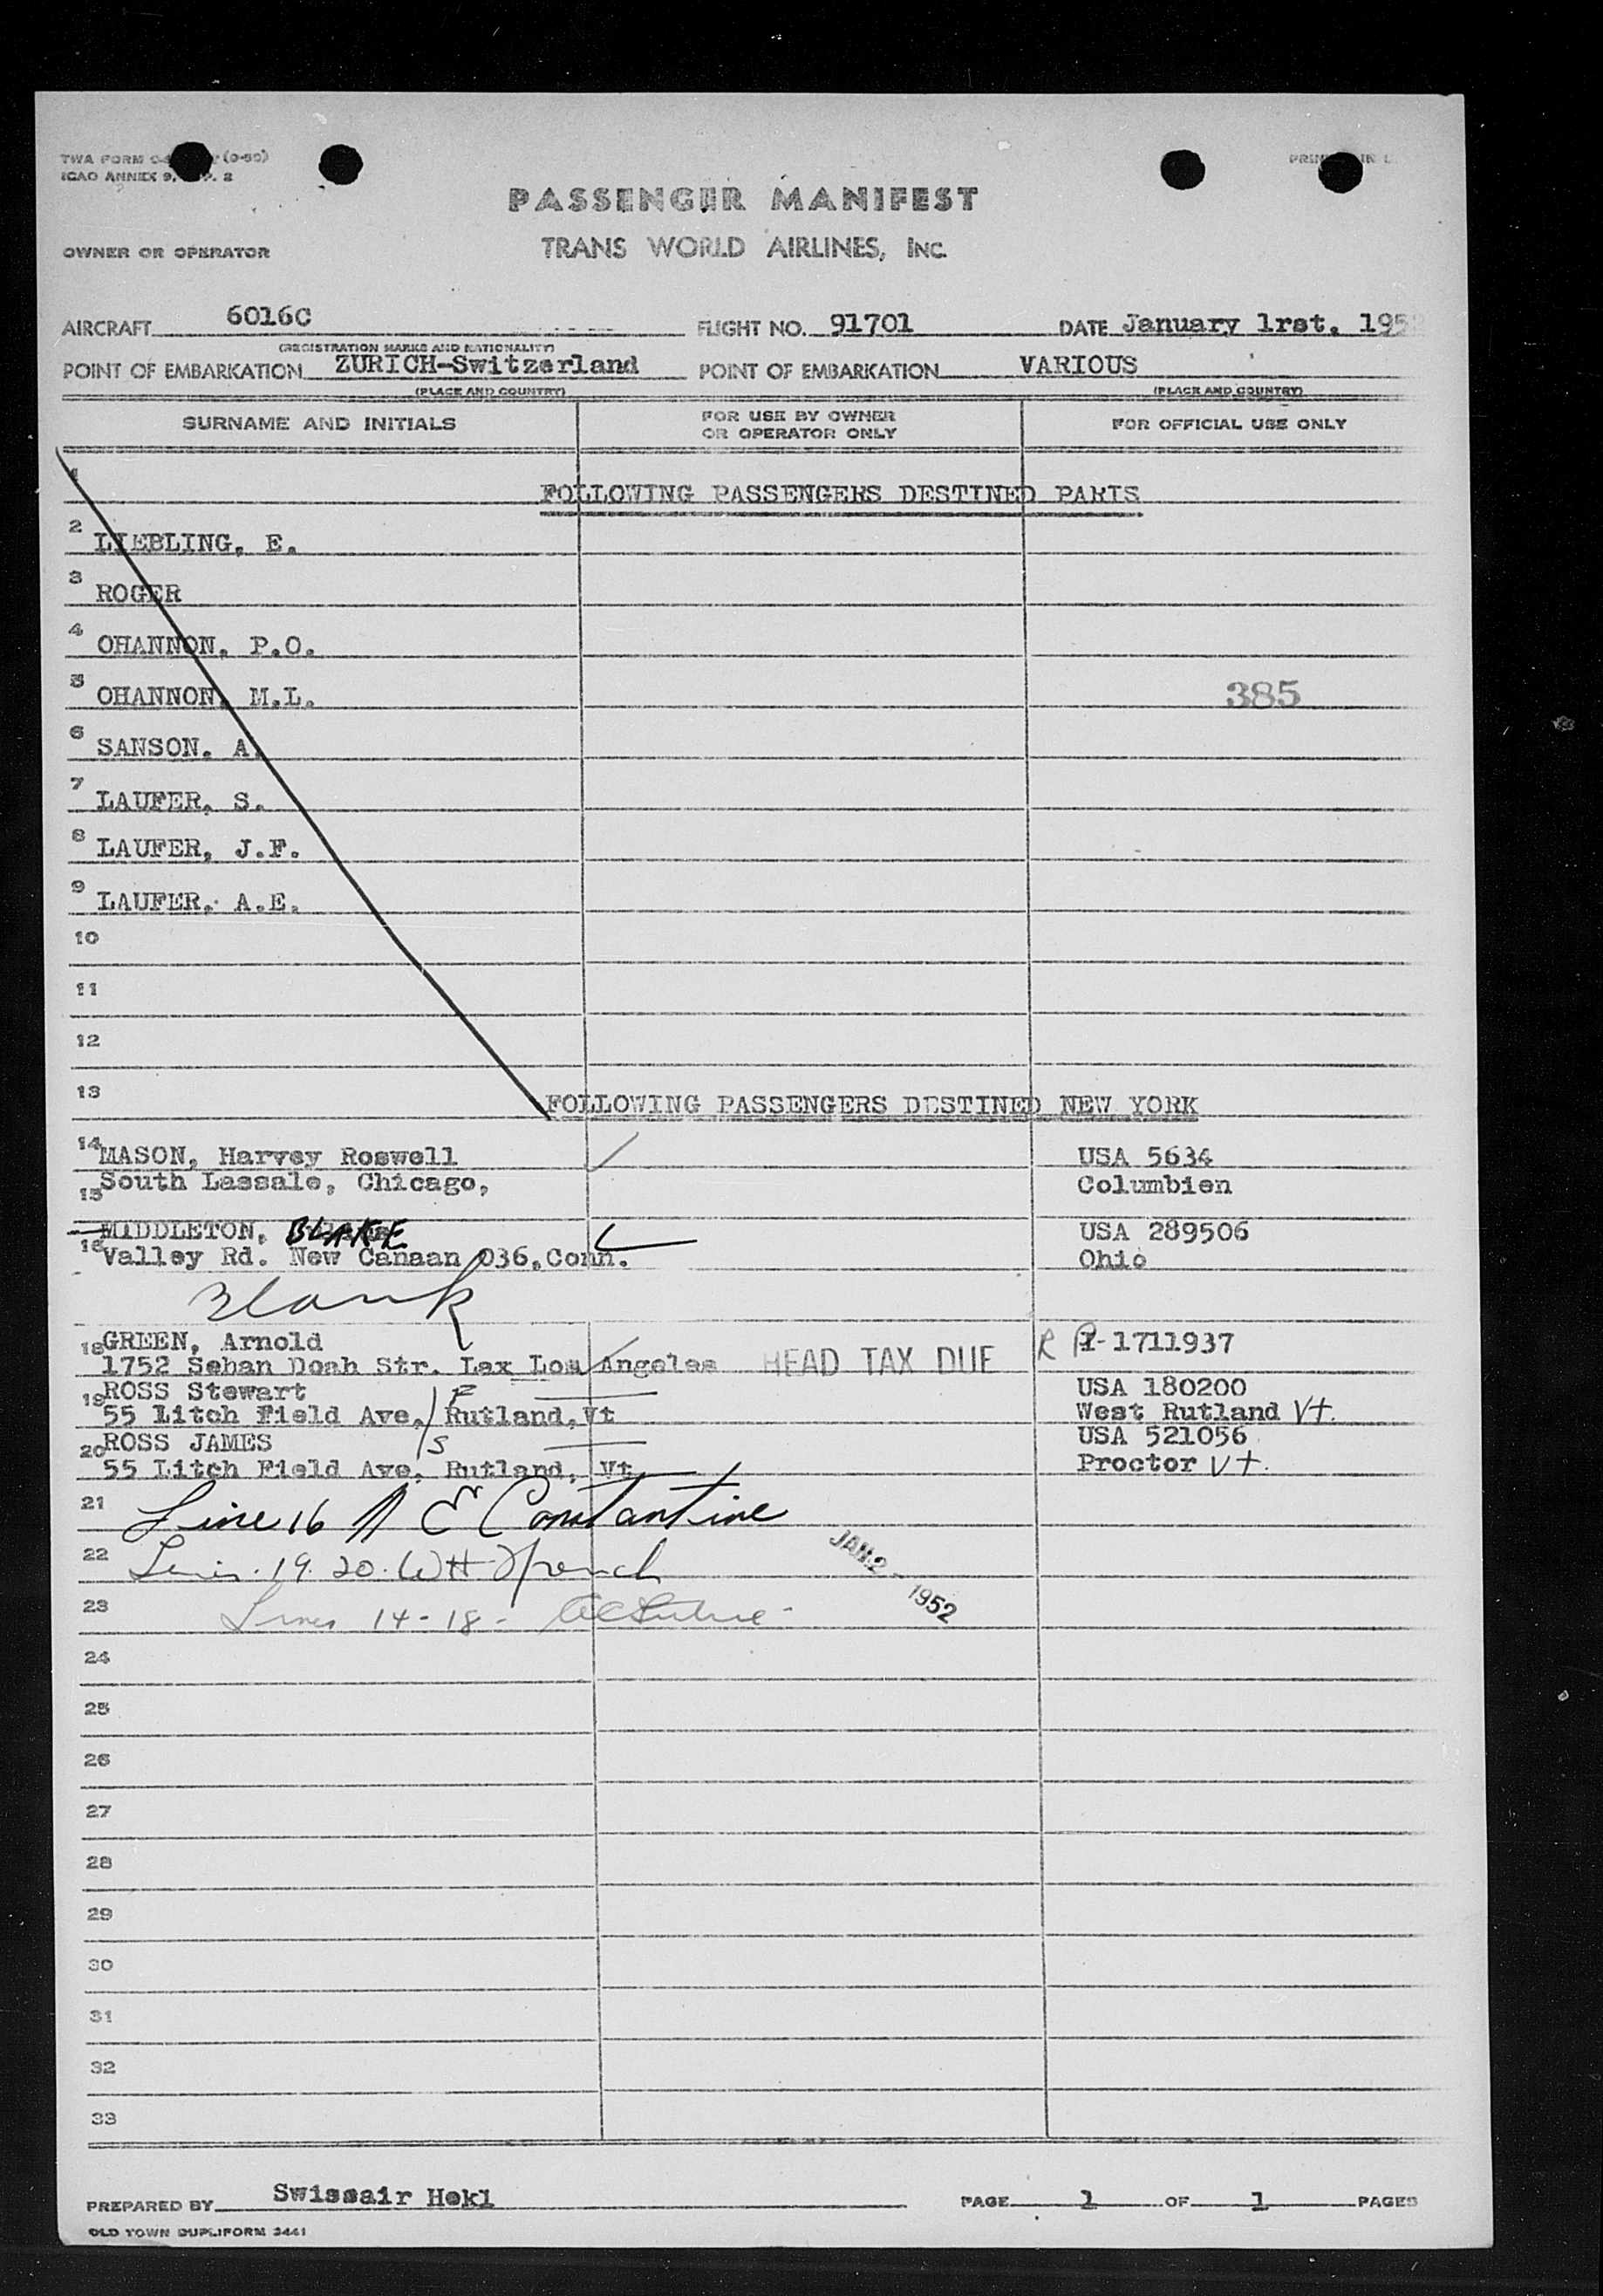 TWA FORM
(0-50)
ICAO ANNEX 9, 2
PASSENGER MANIFEST
TRANS WORLD AIRLINES, INC.
OWNER OR OPERATOR
AIRCRAFT 6016C FLIGHT NO. 91701 DATE January 1rst. 195
(REGISTRATION MARKS AND NATIONALITY)
POINT OF EMBARKATION ZURICH-Switzerland POINT OF EMBARKATION VARIOUS
(PLACE AND COUNTRY) (PLACE AND COUNTRY)
SURNAME AND INITIALS FOR USE BY OWNER OR OPERATOR ONLY FOR OFFICIAL USE ONLY
1 FOLLOWING PASSENGERS DESTINED PARIS
2 LIEBLING, E.
3 ROGER
4 OHANNON, P.O.
5 OHANNON, M.L. 385
6 SANSON, A.
7 LAUFER, S.
8 LAUFER, J.F.
9 LAUFER, A.E.
10
11
12
13 FOLLOWING PASSENGERS DESTINED NEW YORK
14 MASON, Harvey Roswell USA 5634
15 South Lassale, Chicago, Columbien
MIDDLETON, BLAKE USA 289506
16 Valley Rd. New Canaan 036, Conn. Ohio
Blank
18 GREEN, Arnold R I-1711937
1752 Sehan Doah Str. Lax Los Angeles HEAD TAX DUE
19 ROSS Stewart F USA 180200
55 Litch Field Ave, Rutland, Vt West Rutland Vt.
20 ROSS JAMES S USA 521056
55 Litch Field Ave, Rutland, Vt Proctor Vt.
21 Line 16 N E Constantine
22 Lines 19. 20. WH French JAN 2 - 1952
23 Lines 14-18-
24
25
26
27
28
29
30
31
32
33
PREPARED BY Swissair Hekl PAGE 1 OF 1 PAGES
OLD TOWN DUPLIFORM 3441